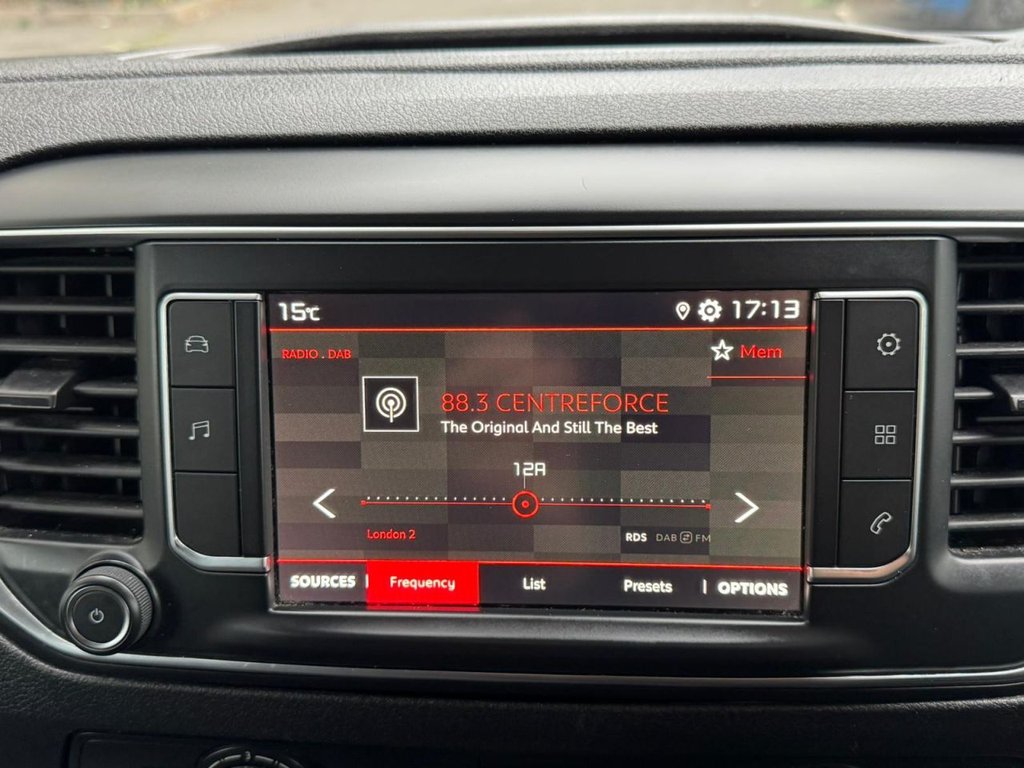 15°C 17:13
RADIO . DAB
Mem
88.3 CENTREFORCE
The Original And Still The Best
12A
London 2
RDS DAB FM
SOURCES Frequency List Presets OPTIONS